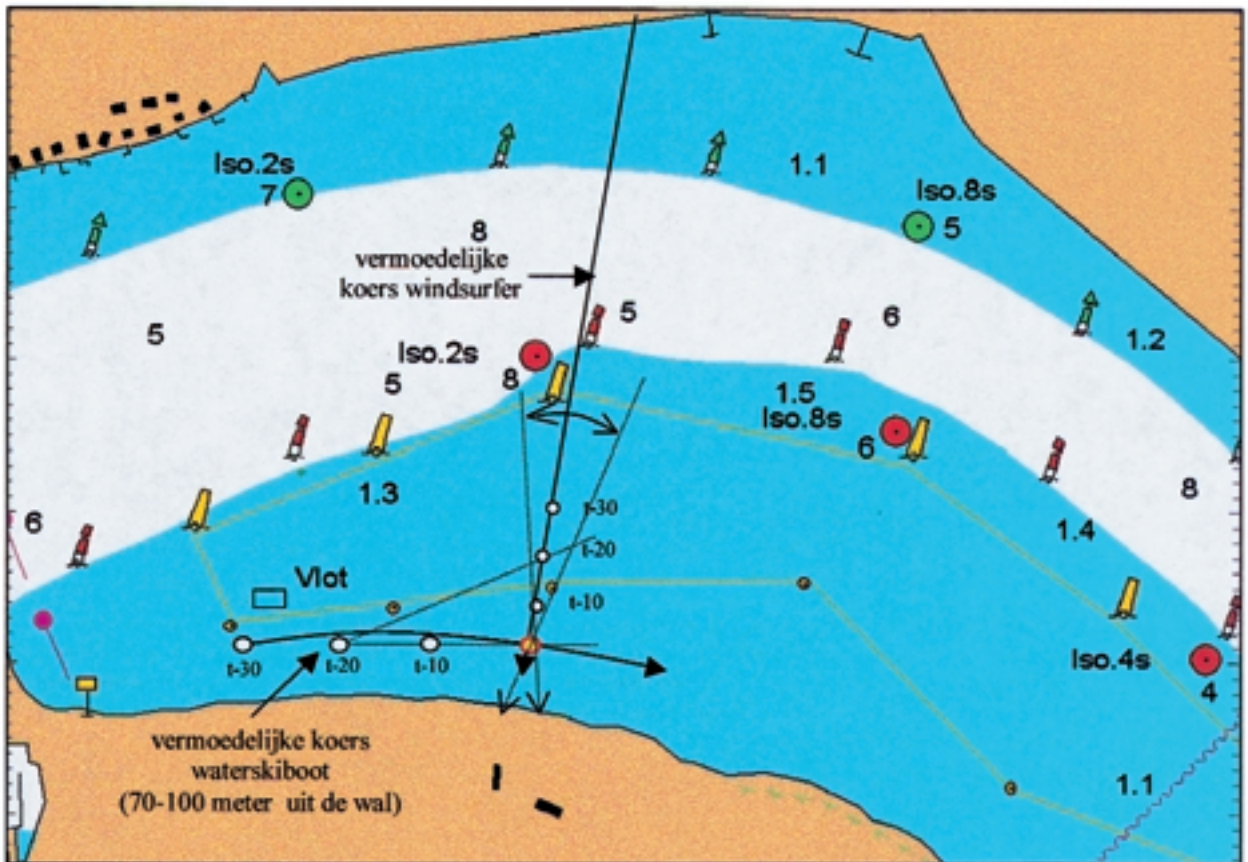 1.1
Iso.2s
7
Iso.8s
5
8
vermoedelijke
koers windsurfer
5
5
6
1.2
Iso.2s
8
5
1.5
Iso.8s
6
1.3
8
6
1.4
t-30
t-20
Vlot
t-10
t-30
t-20
t-10
Iso.4s
4
vermoedelijke koers
waterskiboot
(70-100 meter uit de wal)
1.1